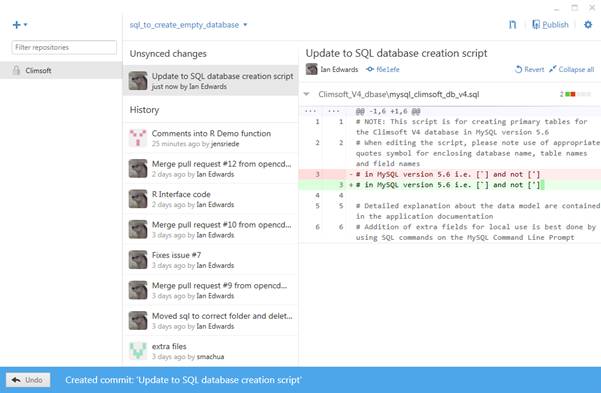 sql_to_create_empty_database
Publish
Filter repositories
Climsoft
Unsynced changes
Update to SQL database creation script
just now by Ian Edwards
History
Comments into R Demo function
25 minutes ago by jensriede
Merge pull request #12 from opencd...
2 days ago by Ian Edwards
R Interface code
2 days ago by Ian Edwards
Merge pull request #10 from opencd...
3 days ago by Ian Edwards
Fixes issue #7
3 days ago by Ian Edwards
Merge pull request #9 from opencd...
3 days ago by Ian Edwards
Moved sql to correct folder and delet...
3 days ago by Ian Edwards
extra files
3 days ago by smachua
Update to SQL database creation script
Ian Edwards
Revert
Collapse all
Climsoft_V4_dbase\mysql_climsoft_db_v4.sql
2
... ... @@ -1,6 +1,6 @@
1 1 # NOTE: This script is for creating primary tables for
the Climsoft V4 database in MySQL version 5.6
2 2 # When editing the script, please note use of appropriate
quotes symbol for enclosing database name, table names
and field names
3 -# in MySQL version 5.6 i.e. [`] and not [']
3 +# in MySQL version 5.6 i.e. [`] and not [']
4 4
5 5 # Detailed explanation about the data model are contained
in the application documentation
6 6 # Addition of extra fields for local use is best done by
using SQL commands on the MySQL Command Line Prompt
Undo
Created commit: 'Update to SQL database creation script'